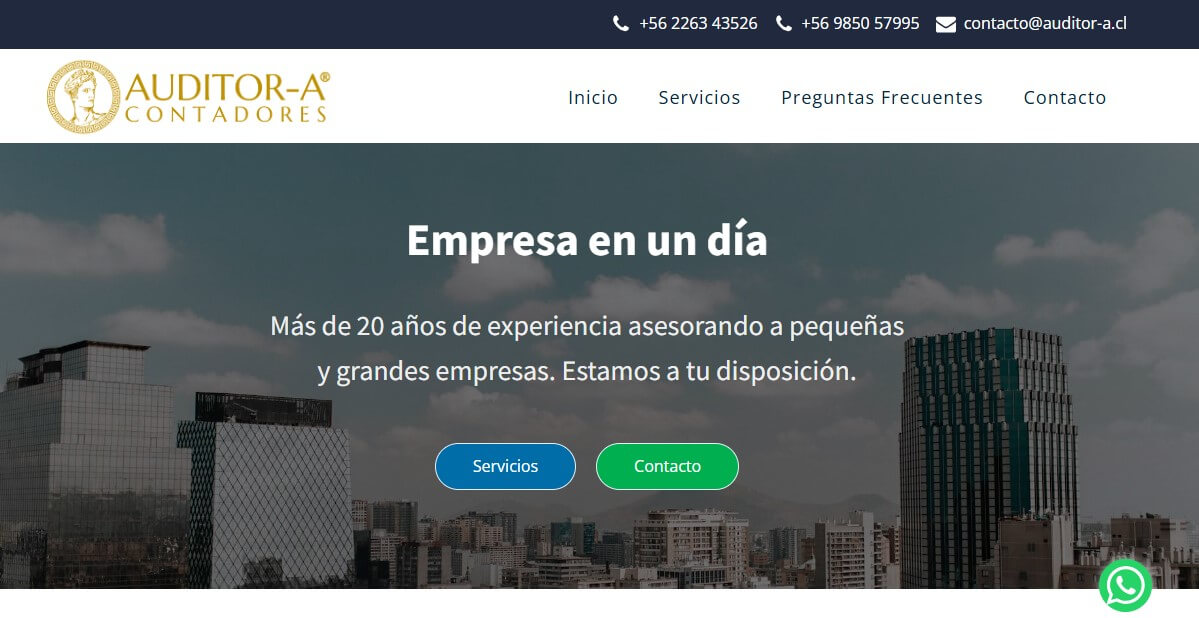 +56 2263 43526 +56 9850 57995 contacto@auditor-a.cl
AUDITOR-A®
CONTADORES
Inicio Servicios Preguntas Frecuentes Contacto
Empresa en un día
Más de 20 años de experiencia asesorando a pequeñas
y grandes empresas. Estamos a tu disposición.
Servicios Contacto